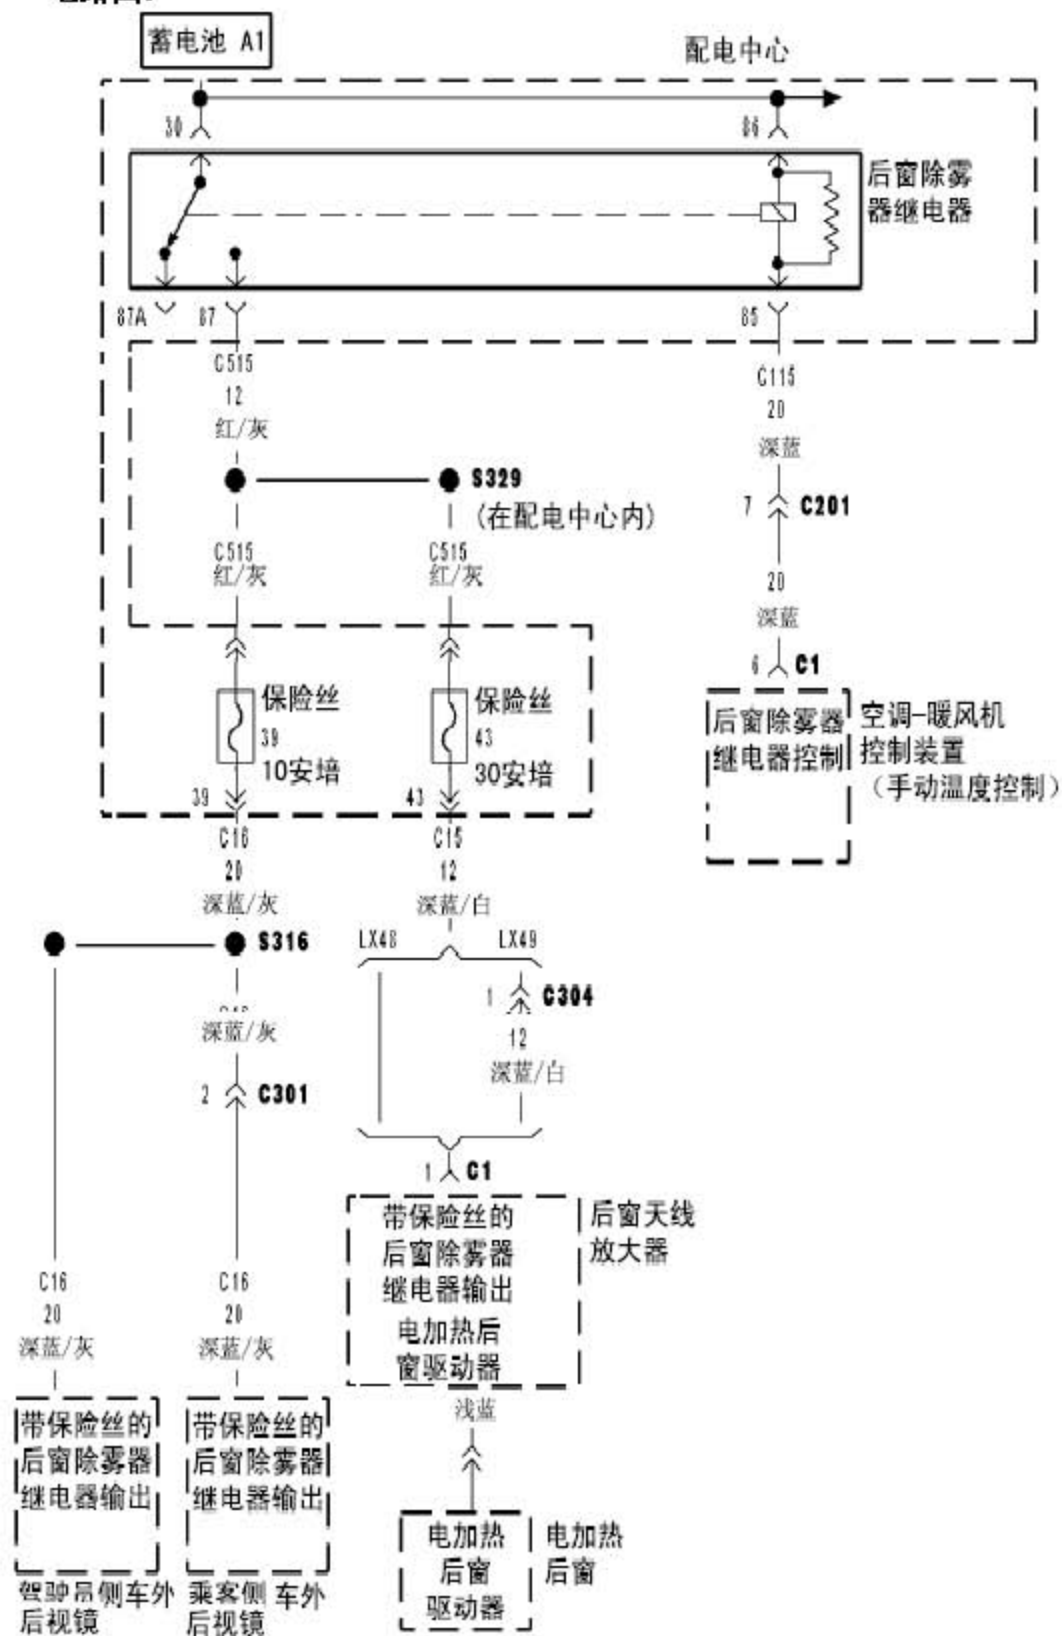 蓄电池 A1
配电中心
30
86
后窗除雾
器继电器
87A
87
85
C515
12
红/灰
C115
20
深蓝
S329
(在配电中心内)
7
C201
C515
红/灰
C515
红/灰
20
深蓝
6
C1
保险丝
39
10安培
保险丝
43
30安培
后窗除雾器
继电器控制
空调-暖风机
控制装置
（手动温度控制）
39
43
C16
20
深蓝/灰
C15
12
深蓝/白
S316
LX48
LX49
1
C304
深蓝/灰
12
深蓝/白
2
C301
1
C1
带保险丝的
后窗除雾器
继电器输出
电加热后
窗驱动器
后窗天线
放大器
C16
20
深蓝/灰
C16
20
深蓝/灰
浅蓝
带保险丝的
后窗除雾器
继电器输出
带保险丝的
后窗除雾器
继电器输出
电加热
后窗
驱动器
电加热
后窗
驾驶员侧车外
后视镜
乘客侧 车外
后视镜